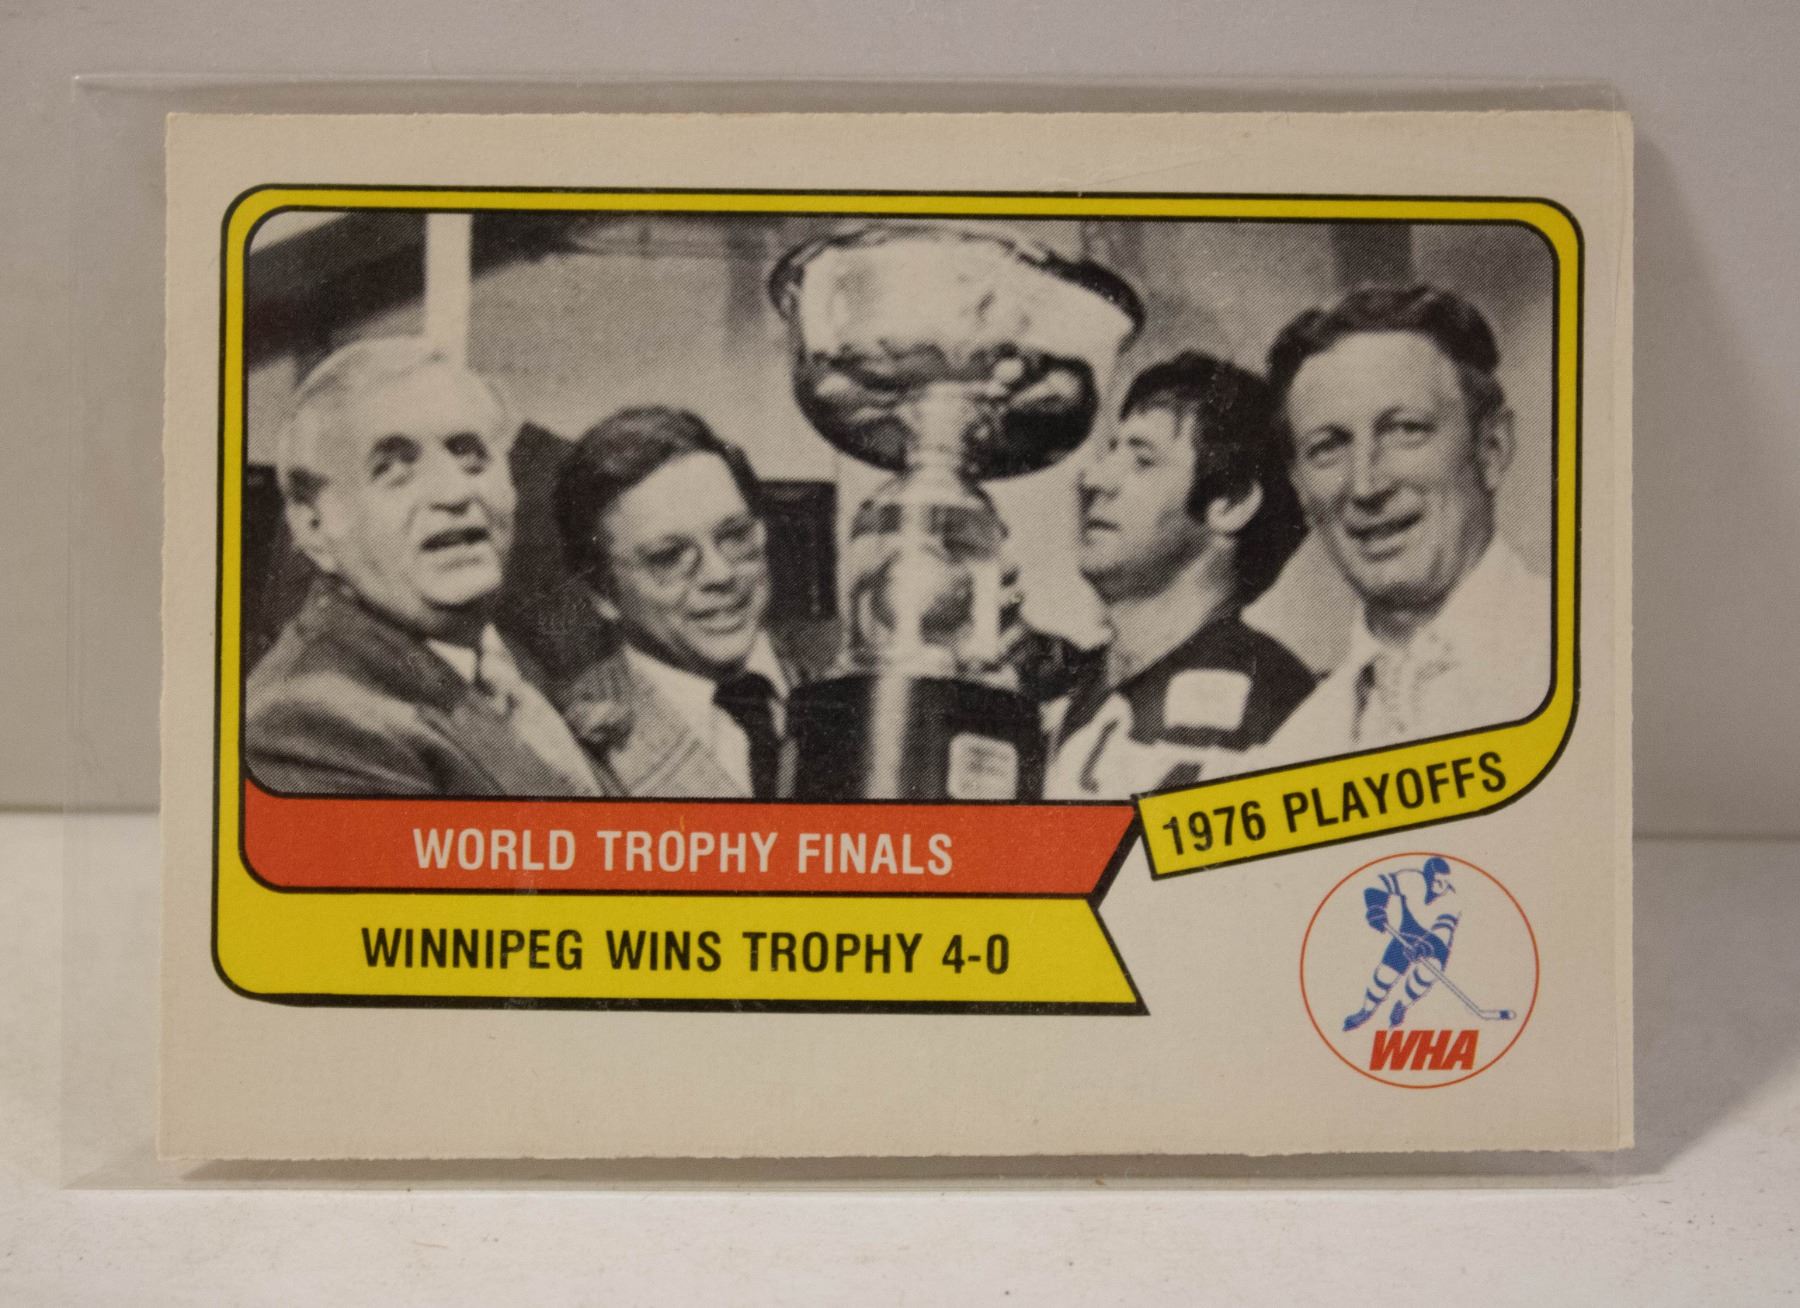 WORLD TROPHY FINALS
1976 PLAYOFFS
WINNIPEG WINS TROPHY 4-0
WHA